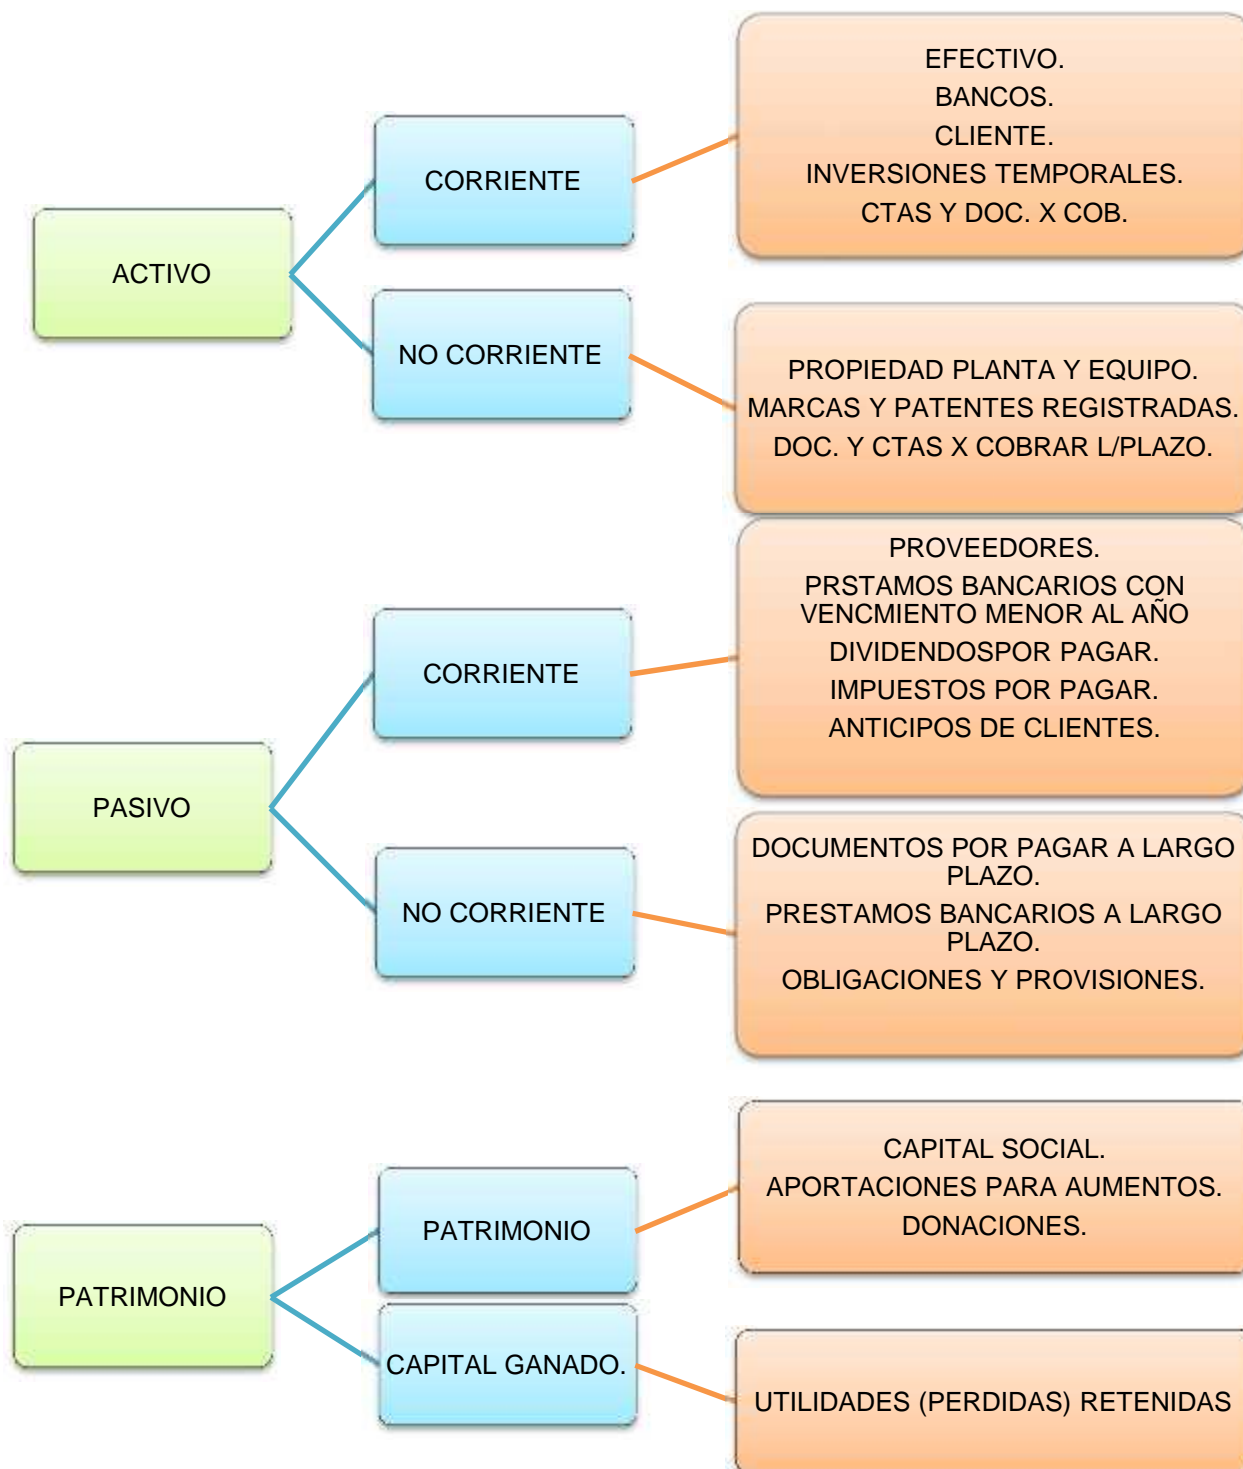 ACTIVO
CORRIENTE
EFECTIVO.
BANCOS.
CLIENTE.
INVERSIONES TEMPORALES.
CTAS Y DOC. X COB.
NO CORRIENTE
PROPIEDAD PLANTA Y EQUIPO.
MARCAS Y PATENTES REGISTRADAS.
DOC. Y CTAS X COBRAR L/PLAZO.
PASIVO
CORRIENTE
PROVEEDORES.
PRSTAMOS BANCARIOS CON
VENCMIENTO MENOR AL AÑO
DIVIDENDOSPOR PAGAR.
IMPUESTOS POR PAGAR.
ANTICIPOS DE CLIENTES.
NO CORRIENTE
DOCUMENTOS POR PAGAR A LARGO
PLAZO.
PRESTAMOS BANCARIOS A LARGO
PLAZO.
OBLIGACIONES Y PROVISIONES.
PATRIMONIO
PATRIMONIO
CAPITAL SOCIAL.
APORTACIONES PARA AUMENTOS.
DONACIONES.
CAPITAL GANADO.
UTILIDADES (PERDIDAS) RETENIDAS